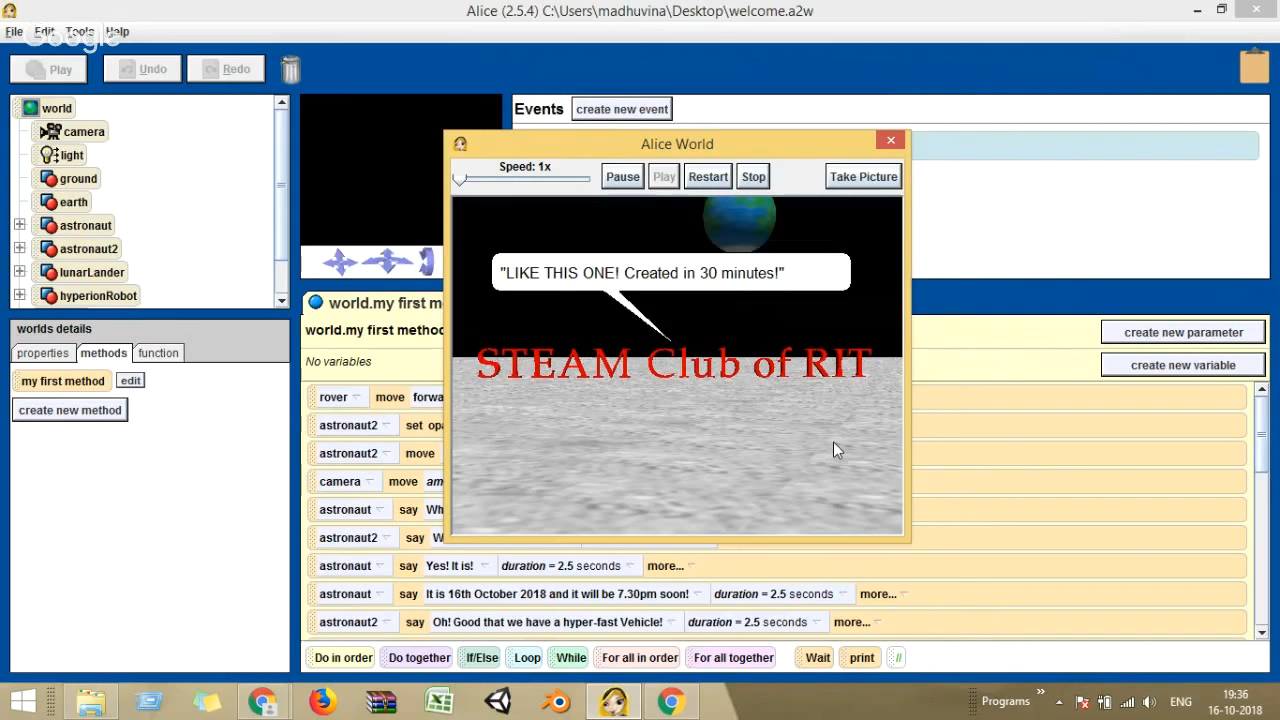 Alice (2.5.4) C:\Users\madhuvina\Desktop\welcome.a2w
File Edit Tools Help
Google
Play Undo Redo
world
camera
light
ground
earth
astronaut
astronaut2
lunarLander
hyperionRobot
Events create new event
Alice World
Speed: 1x
Pause Play Restart Stop Take Picture
"LIKE THIS ONE! Created in 30 minutes!"
STEAM Club of RIT
worlds details
properties methods function
my first method edit
create new method
world.my first m
world.my first metho
create new parameter
No variables
create new variable
rover move forwa
astronaut2 set opa
astronaut2 move
camera move am
astronaut say Wh
astronaut2 say W
astronaut say Yes! It is! duration = 2.5 seconds more...
astronaut say It is 16th October 2018 and it will be 7.30pm soon! duration = 2.5 seconds more...
astronaut2 say Oh! Good that we have a hyper-fast Vehicle! duration = 2.5 seconds more...
Do in order Do together If/Else Loop While For all in order For all together Wait print //
Programs » ENG 19:36
16-10-2018